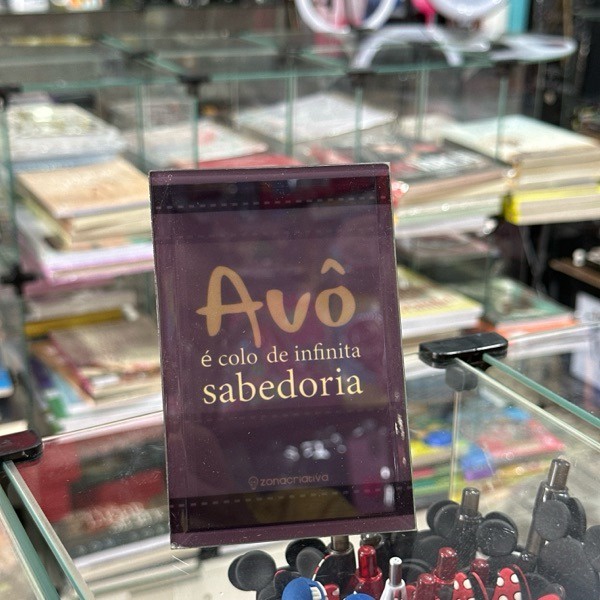 Avô
é colo de infinita
sabedoria
zonacriativa